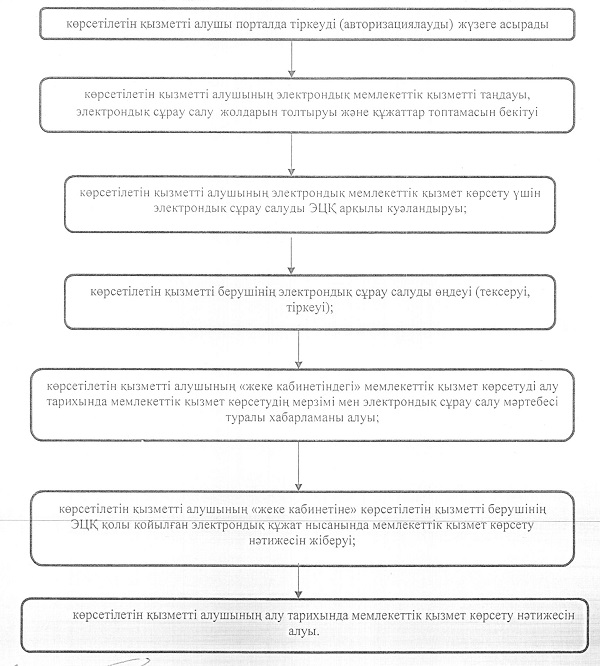 көрсетілетін қызметті алушы порталда тіркеуді (авторизациялауды) жүзеге асырады
көрсетілетін қызметті алушының электрондық мемлекеттік қызметті таңдауы,
электрондық сұрау салу жолдарын толтыруы және құжаттар топтамасын бекітуі
көрсетілетін қызметті алушының электрондық мемлекеттік қызмет көрсету үшін
электрондық сұрау салуды ЭЦҚ арқылы куәландыруы;
көрсетілетін қызметті берушінің электрондық сұрау салуды өңдеуі (тексеруі,
тіркеуі);
көрсетілетін қызметті алушының «жеке кабинетіндегі» мемлекеттік қызмет көрсетуді алу
тарихында мемлекеттік қызмет көрсетудің мерзімі мен электрондық сұрау салу мәртебесі
туралы хабарламаны алуы;
көрсетілетін қызметті алушының «жеке кабинетіне» көрсетілетін қызметті берушінің
ЭЦҚ қолы қойылған электрондық құжат нысанында мемлекеттік қызмет көрсету
нәтижесін жіберуі;
көрсетілетін қызметті алушының алу тарихында мемлекеттік қызмет көрсету нәтижесін
алуы.